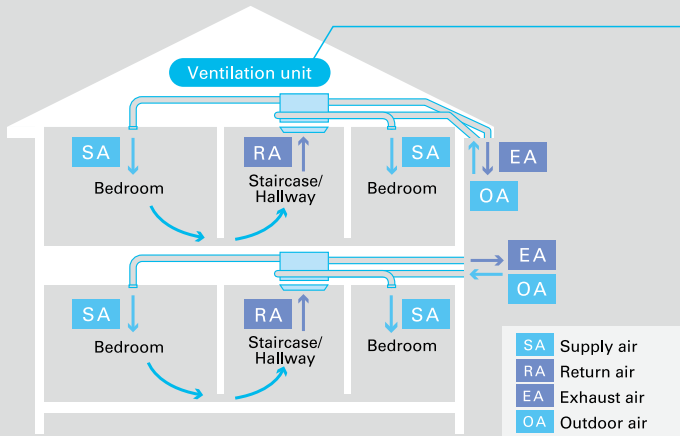 Ventilation unit
SA
RA
SA
EA
Bedroom
Staircase/
Hallway
Bedroom
OA
EA
OA
SA
RA
SA
Bedroom
Staircase/
Hallway
Bedroom
SA Supply air
RA Return air
EA Exhaust air
OA Outdoor air